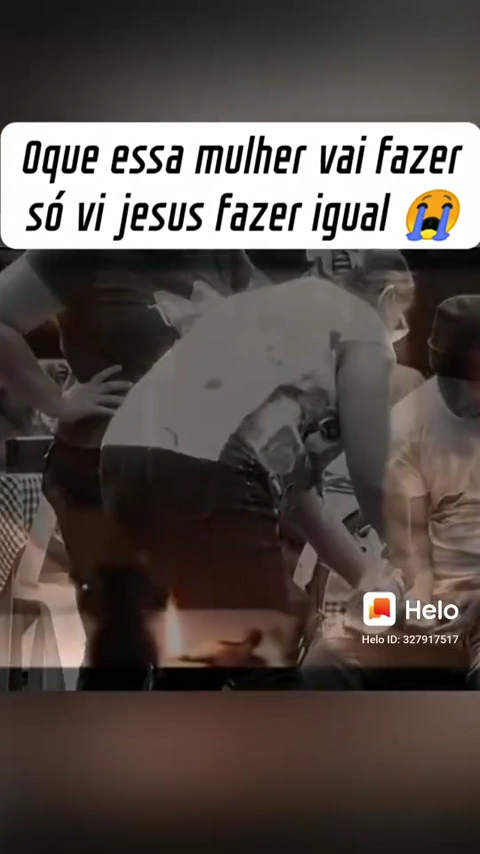 Oque essa mulher vai fazer
só vi jesus fazer igual 😭
Helo
Helo ID: 327917517